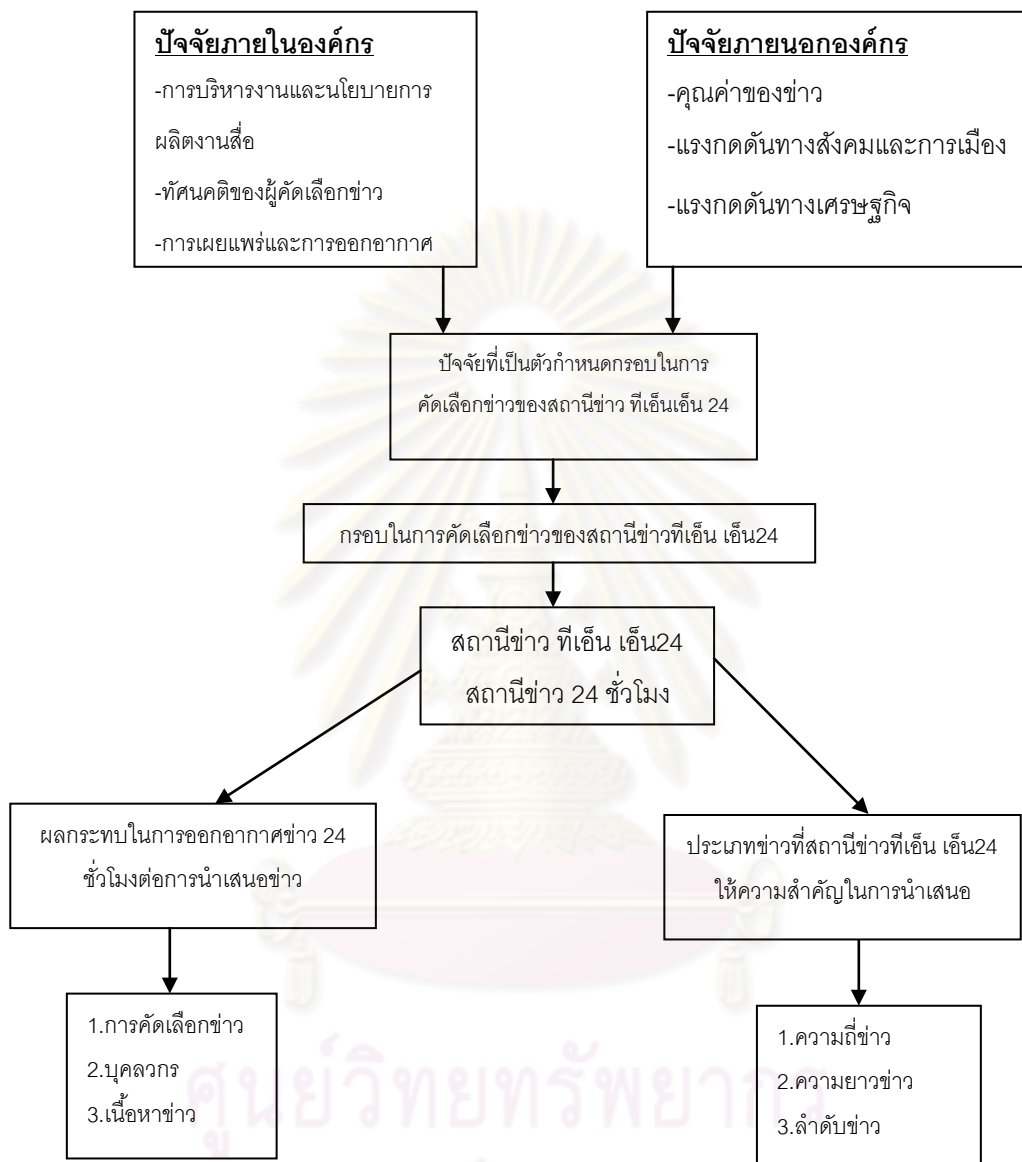 ปัจจัยภายในองค์กร
-การบริหารงานและนโยบายการ
ผลิตงานสื่อ
-ทัศนคติของผู้คัดเลือกข่าว
-การเผยแพร่และการออกอากาศ
ปัจจัยภายนอกองค์กร
-คุณค่าของข่าว
-แรงกดดันทางสังคมและการเมือง
-แรงกดดันทางเศรษฐกิจ
ปัจจัยที่เป็นตัวกำหนดกรอบในการ
คัดเลือกข่าวของสถานีข่าว ทีเอ็นเอ็น 24
กรอบในการคัดเลือกข่าวของสถานีข่าวทีเอ็น เอ็น24
สถานีข่าว ทีเอ็น เอ็น24
สถานีข่าว 24 ชั่วโมง
ผลกระทบในการออกอากาศข่าว 24
ชั่วโมงต่อการนำเสนอข่าว
ประเภทข่าวที่สถานีข่าวทีเอ็น เอ็น24
ให้ความสำคัญในการนำเสนอ
1.การคัดเลือกข่าว
2.บุคลวกร
3.เนื้อหาข่าว
1.ความถี่ข่าว
2.ความยาวข่าว
3.ลำดับข่าว
ศูนย์วิทยทรัพยากร